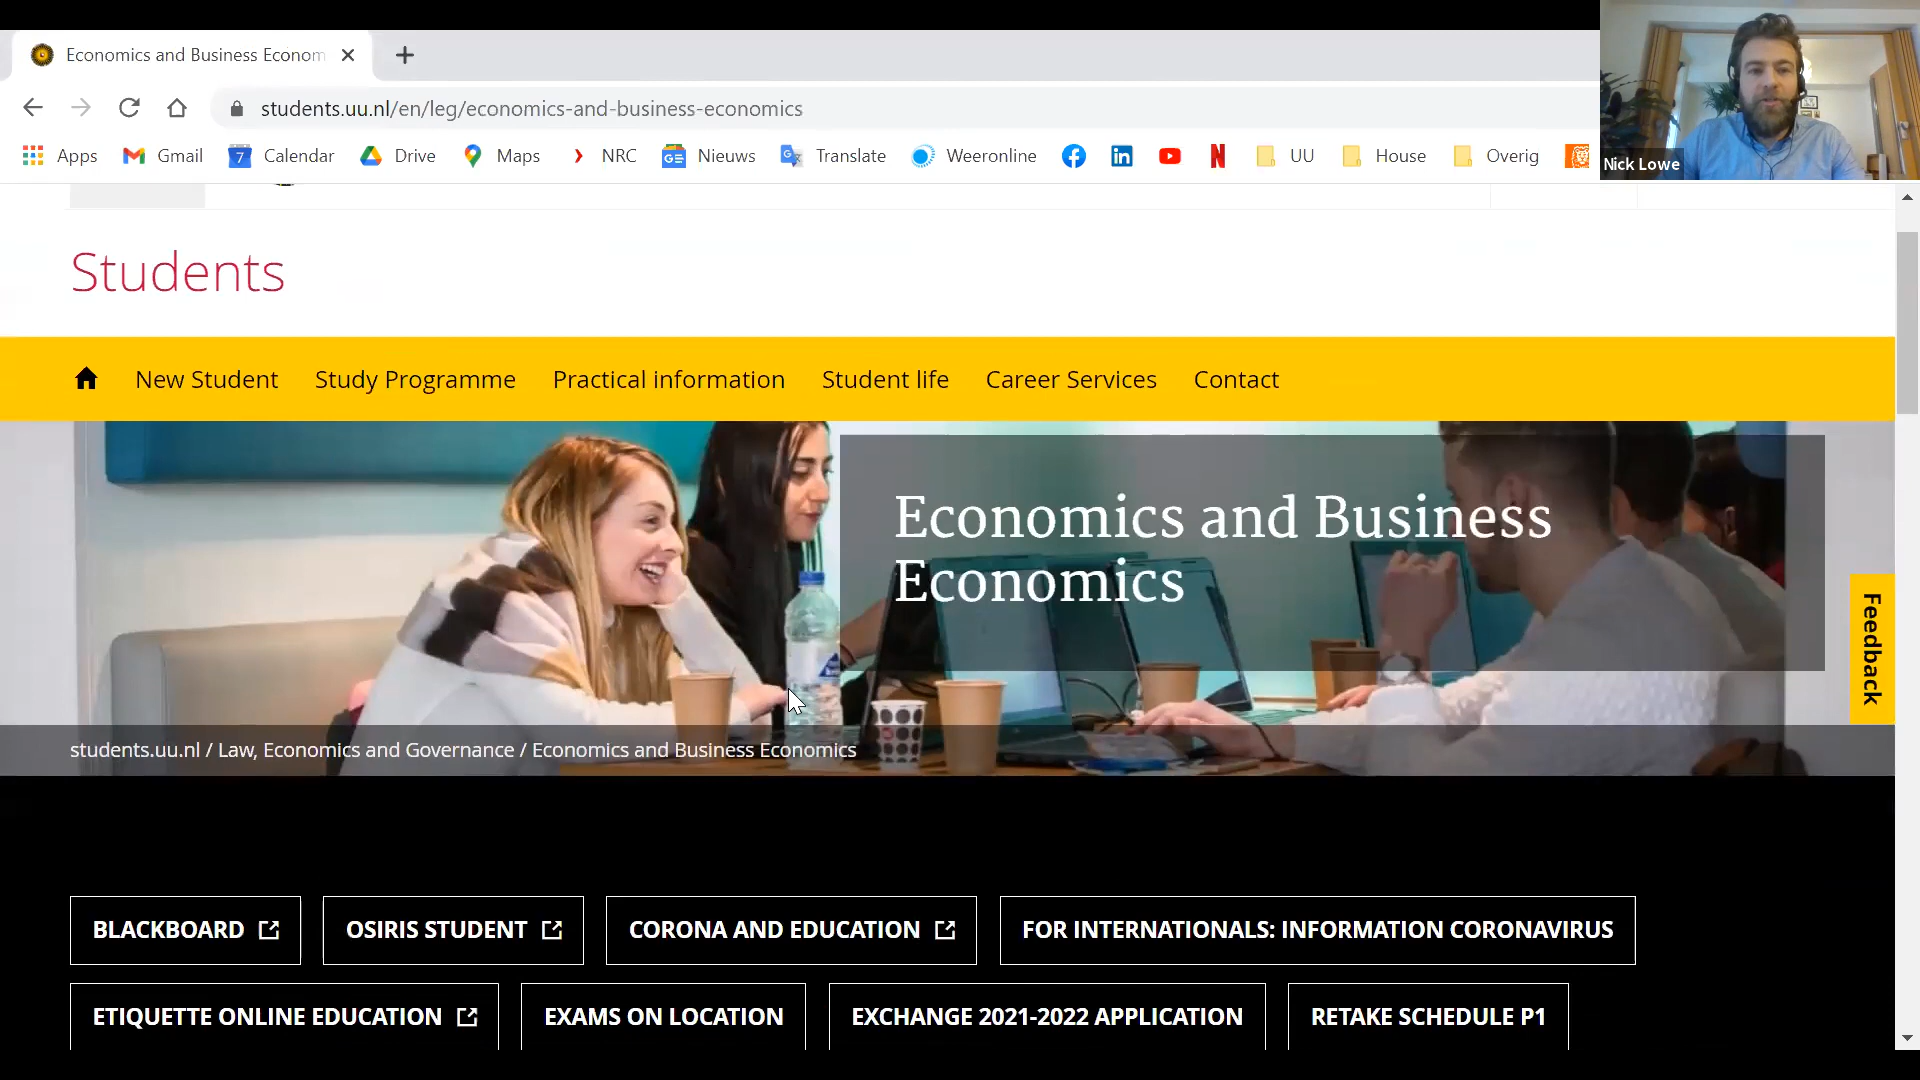 Economics and Business Econom
students.uu.nl/en/leg/economics-and-business-economics
Apps Gmail 7 Calendar Drive Maps NRC Nieuws Translate Weeronline UU House Overig
Nick Lowe
Students
New Student Study Programme Practical information Student life Career Services Contact
Economics and Business
Economics
Feedback
students.uu.nl / Law, Economics and Governance / Economics and Business Economics
BLACKBOARD OSIRIS STUDENT CORONA AND EDUCATION FOR INTERNATIONALS: INFORMATION CORONAVIRUS
ETIQUETTE ONLINE EDUCATION EXAMS ON LOCATION EXCHANGE 2021-2022 APPLICATION RETAKE SCHEDULE P1